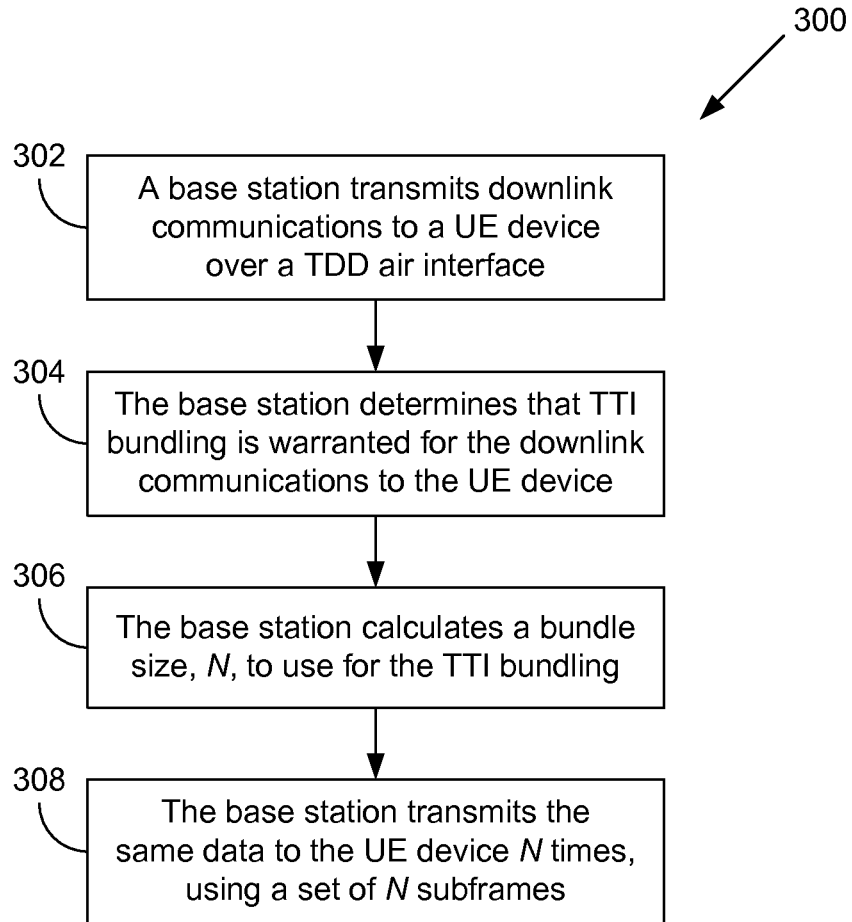 300
302
A base station transmits downlink
communications to a UE device
over a TDD air interface
304
The base station determines that TTI
bundling is warranted for the downlink
communications to the UE device
306
The base station calculates a bundle
size, N, to use for the TTI bundling
308
The base station transmits the
same data to the UE device N times,
using a set of N subframes